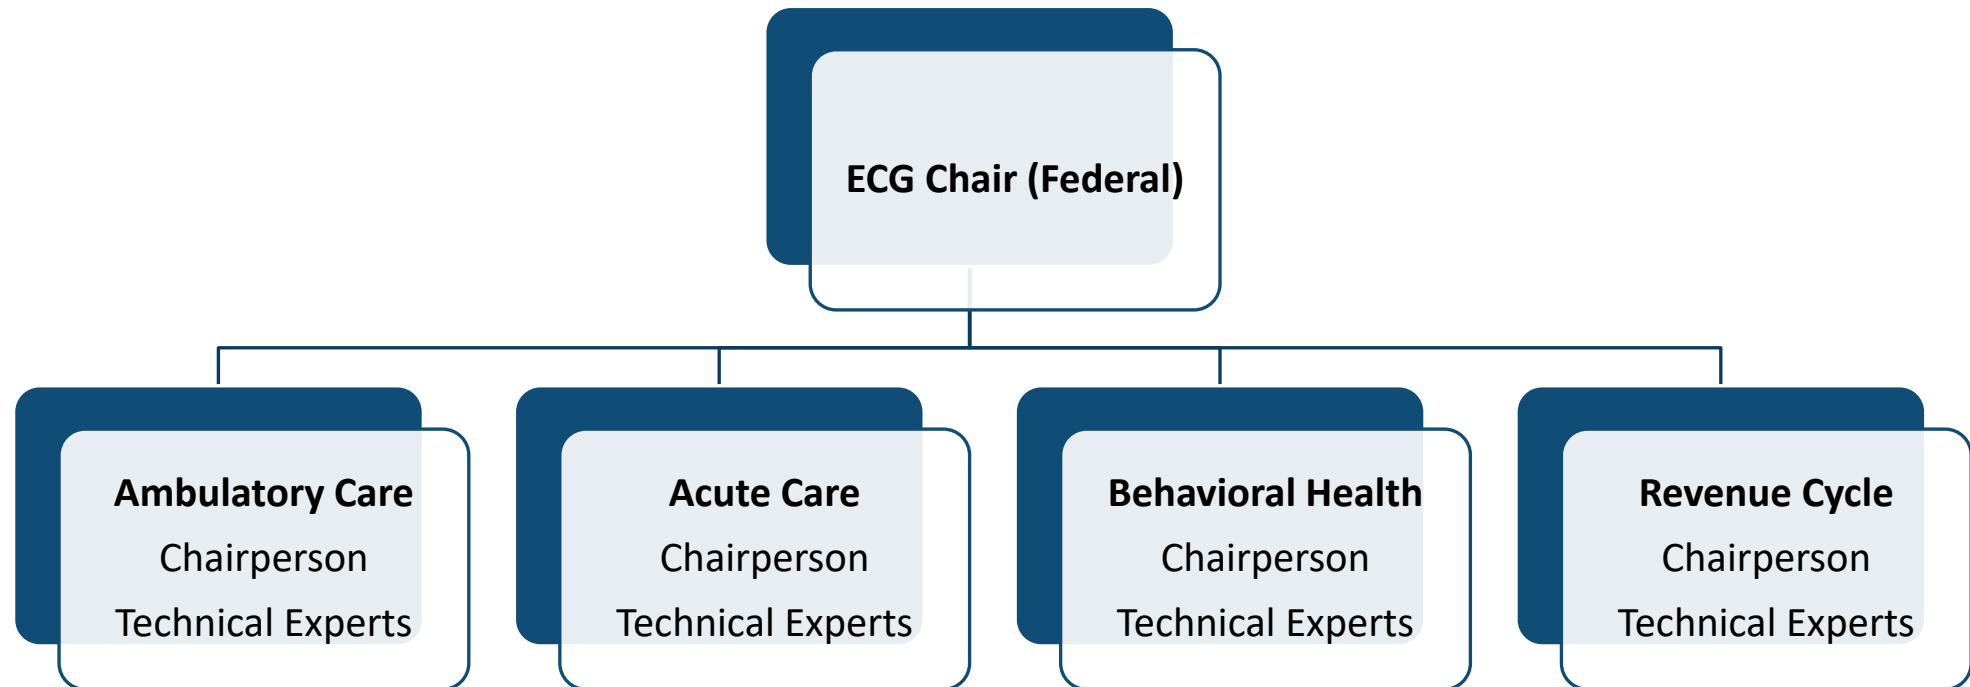 ECG Chair (Federal)
Ambulatory Care
Chairperson
Technical Experts
Acute Care
Chairperson
Technical Experts
Behavioral Health
Chairperson
Technical Experts
Revenue Cycle
Chairperson
Technical Experts